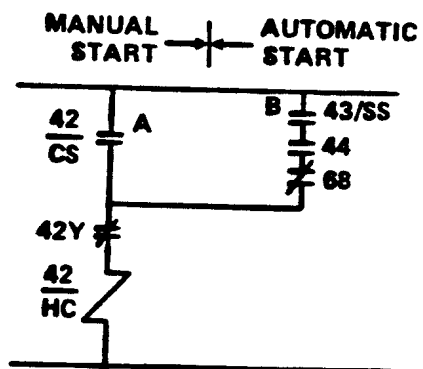 MANUAL START
AUTOMATIC START
42/CS
A
B
43/SS
44
68
42Y
42/HC